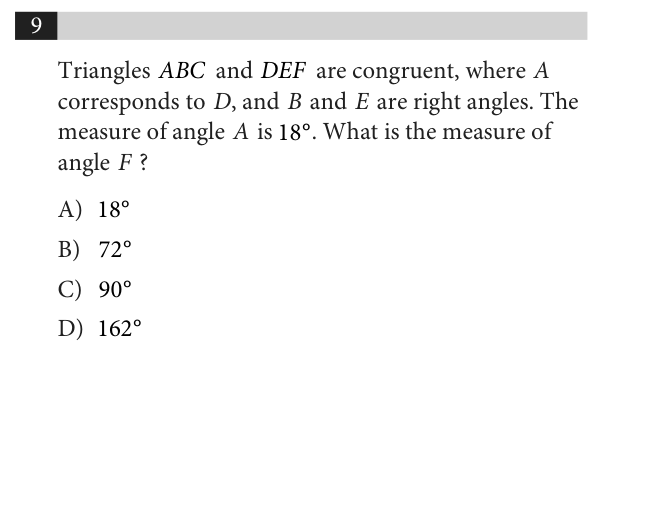 9
Triangles ABC and DEF are congruent, where A
corresponds to D, and B and E are right angles. The
measure of angle A is 18°. What is the measure of
angle F ?
A) 18°
B) 72°
C) 90°
D) 162°